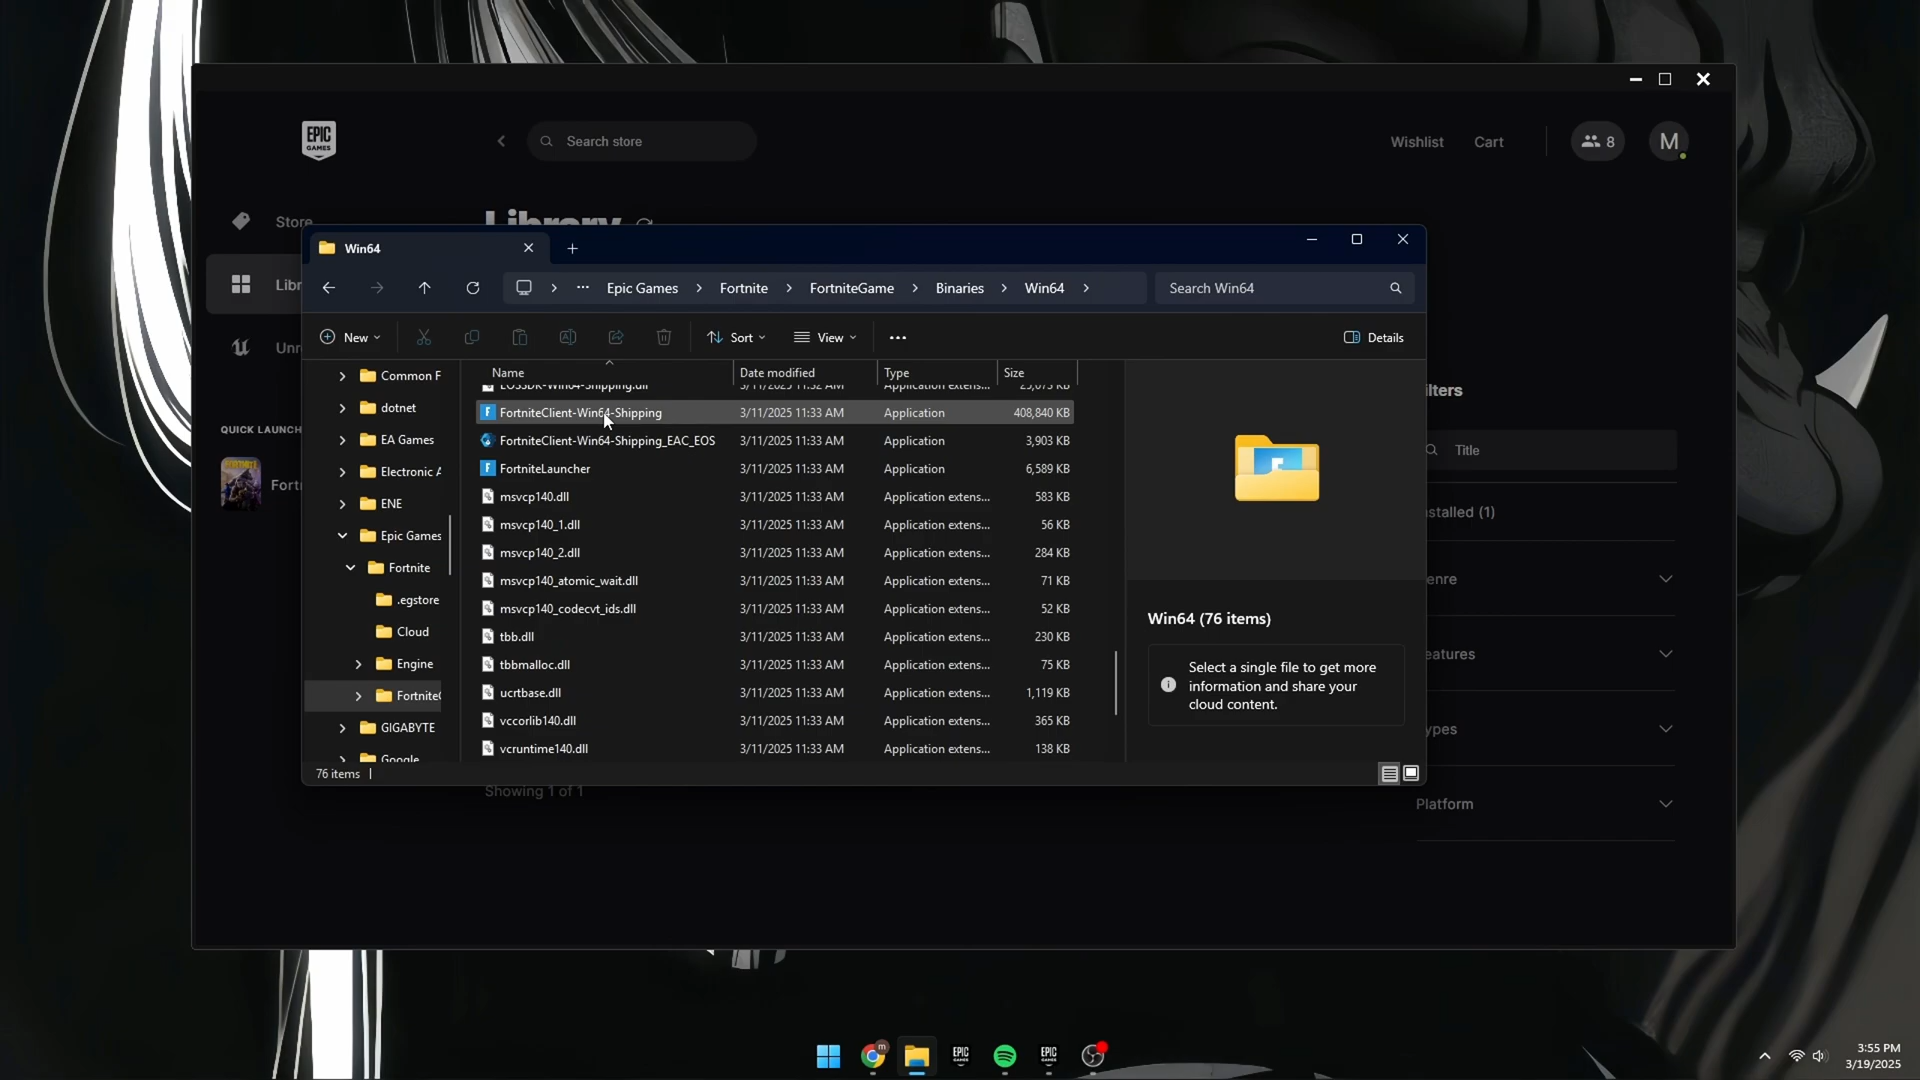 EPIC GAMES
Search store
Wishlist
Cart
8
M
Store
Library
Win64
Epic Games
Fortnite
FortniteGame
Binaries
Win64
Search Win64
New
Sort
View
Details
Common F
dotnet
EA Games
Electronic A
ENE
Epic Games
Fortnite
.egstore
Cloud
Engine
Fortnite
GIGABYTE
Google
Name Date modified Type Size
EOSSDK-Win64-Shipping.dll 3/11/2025 11:32 AM Application extens... 25,075 KB
FortniteClient-Win64-Shipping 3/11/2025 11:33 AM Application 408,840 KB
FortniteClient-Win64-Shipping_EAC_EOS 3/11/2025 11:33 AM Application 3,903 KB
FortniteLauncher 3/11/2025 11:33 AM Application 6,589 KB
msvcp140.dll 3/11/2025 11:33 AM Application extens... 583 KB
msvcp140_1.dll 3/11/2025 11:33 AM Application extens... 56 KB
msvcp140_2.dll 3/11/2025 11:33 AM Application extens... 284 KB
msvcp140_atomic_wait.dll 3/11/2025 11:33 AM Application extens... 71 KB
msvcp140_codecvt_ids.dll 3/11/2025 11:33 AM Application extens... 52 KB
tbb.dll 3/11/2025 11:33 AM Application extens... 230 KB
tbbmalloc.dll 3/11/2025 11:33 AM Application extens... 75 KB
ucrtbase.dll 3/11/2025 11:33 AM Application extens... 1,119 KB
vccorlib140.dll 3/11/2025 11:33 AM Application extens... 365 KB
vcruntime140.dll 3/11/2025 11:33 AM Application extens... 138 KB
Win64 (76 items)
Select a single file to get more
information and share your
cloud content.
76 items
Libr
Unr
QUICK LAUNCH
Fort
Showing 1 of 1
ilters
Title
stalled (1)
enre
eatures
ypes
Platform
3:55 PM
3/19/2025